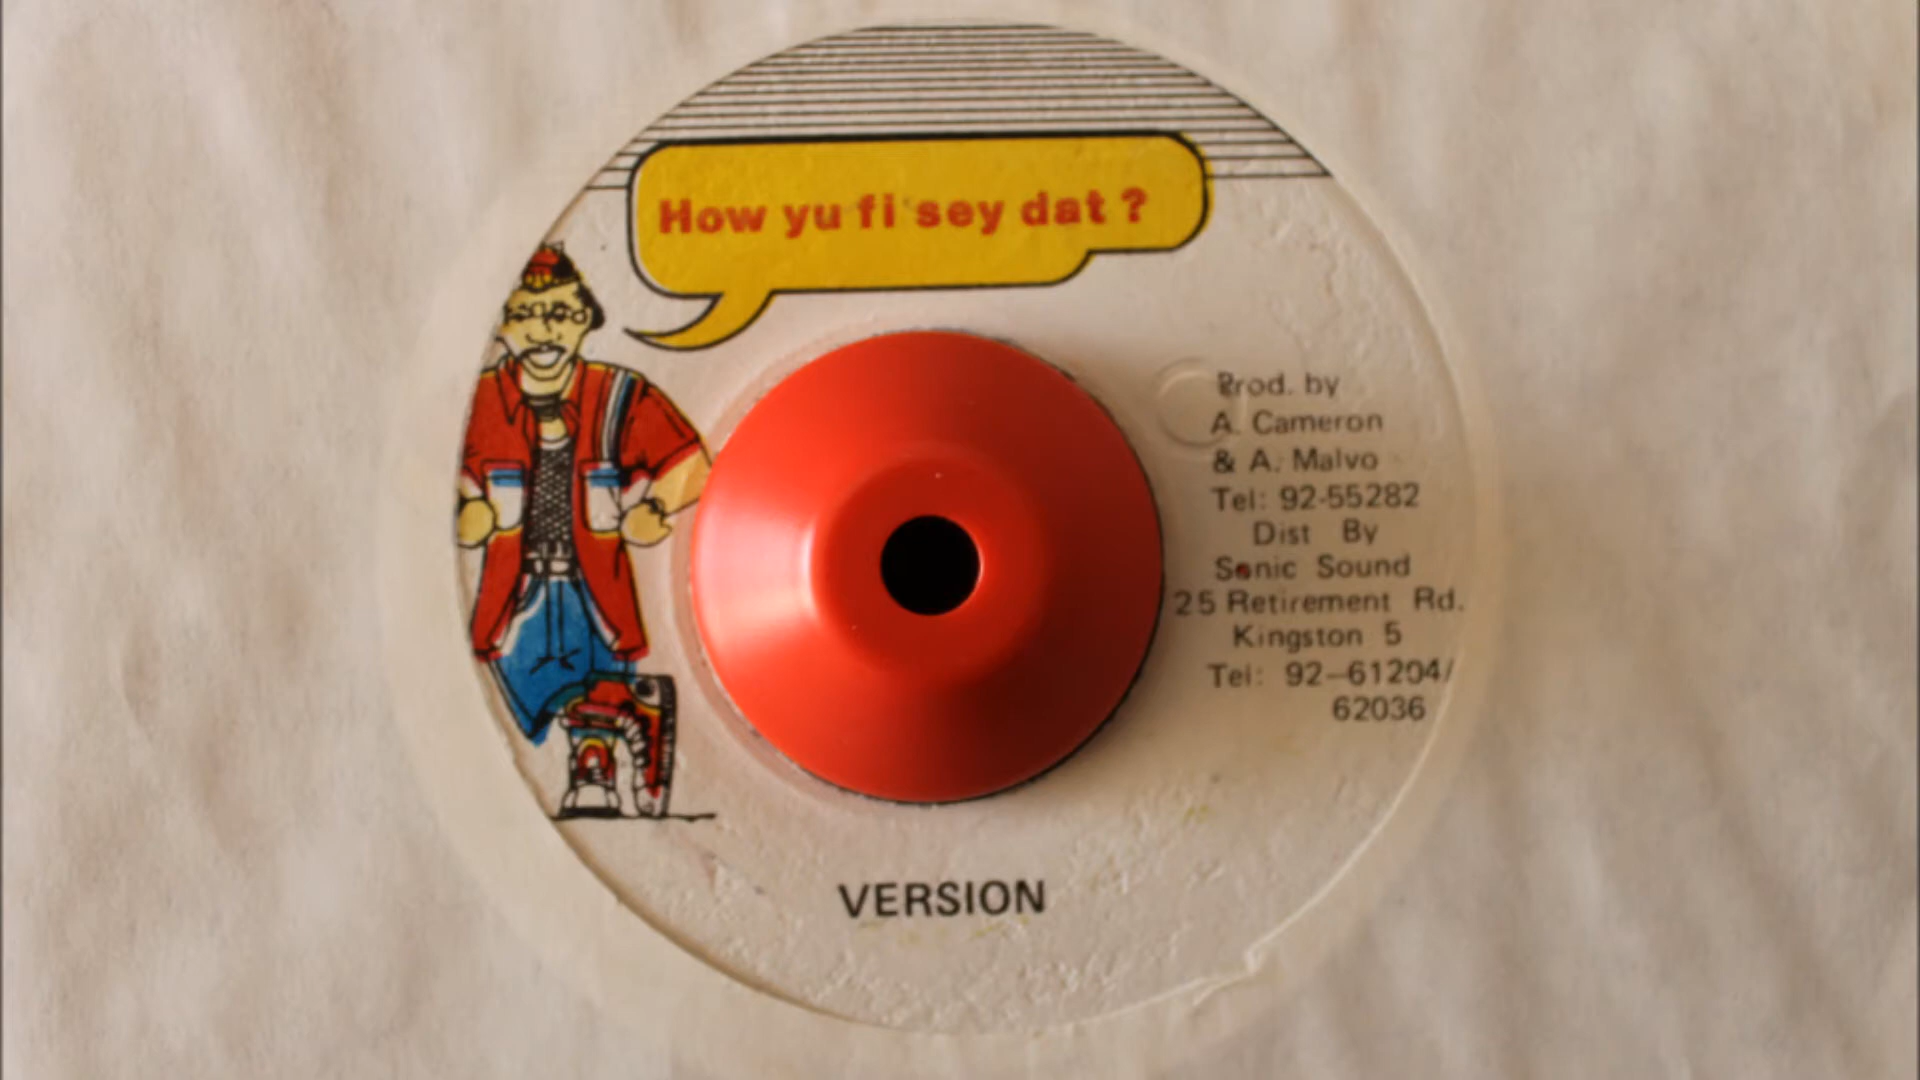 How yu fi sey dat ?
Prod. by
A. Cameron
& A. Malvo
Tel: 92-55282
Dist By
Sonic Sound
25 Retirement Rd.
Kingston 5
Tel: 92-61204/
62036
VERSION